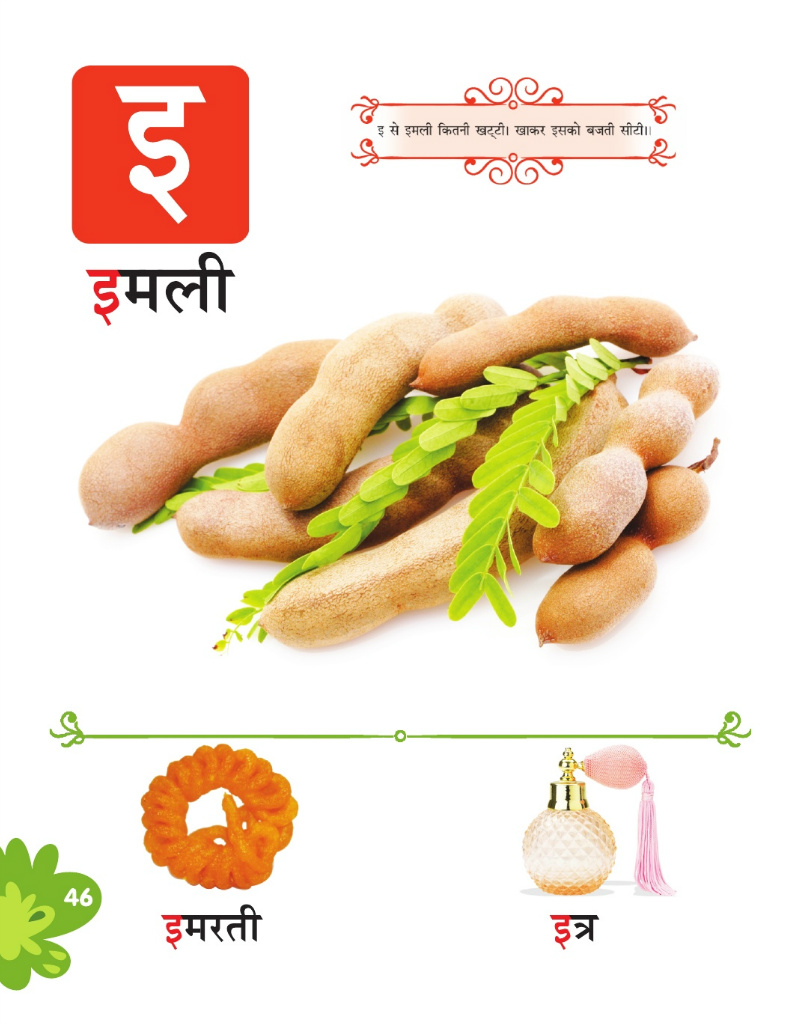 इ
इ से इमली कितनी खट्टी। खाकर इसको बजती सीटी॥
इमली
46
इमरती
इत्र